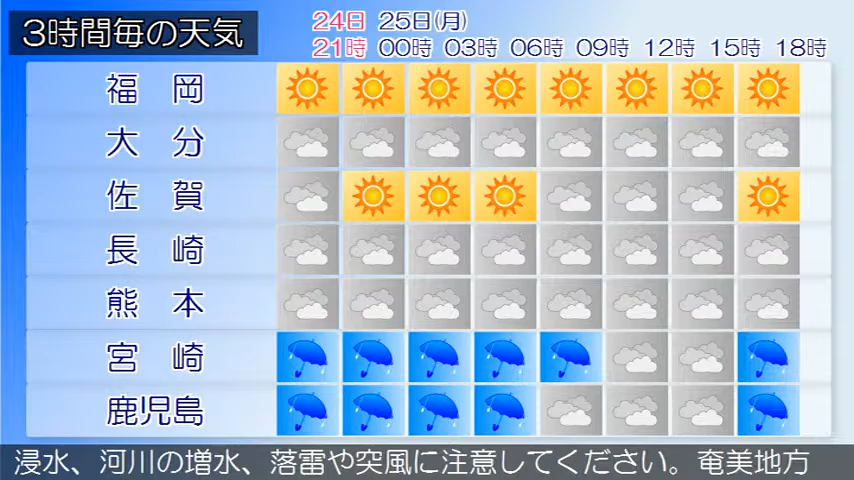 3時間毎の天気
24日 25日(月)
21時 00時 03時 06時 09時 12時 15時 18時
福岡
大分
佐賀
長崎
熊本
宮崎
鹿児島
浸水、河川の増水、落雷や突風に注意してください。奄美地方